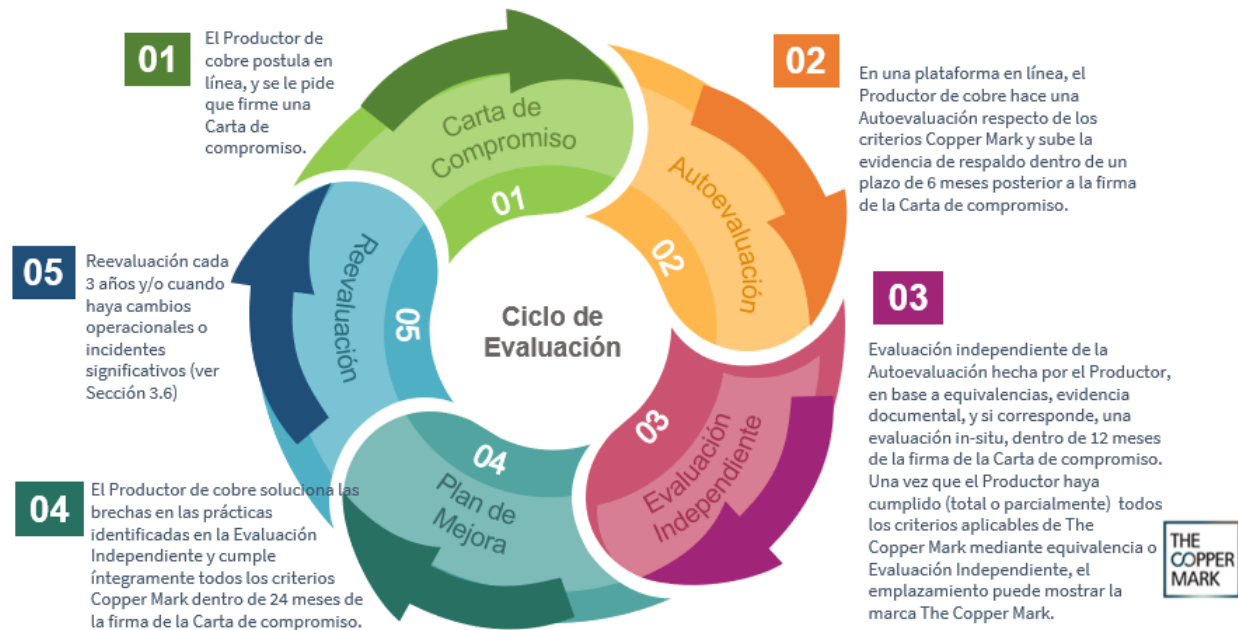 01
El Productor de
cobre postula en
línea, y se le pide
que firme una
Carta de
compromiso.
Carta de
Compromiso
01
02
En una plataforma en línea, el
Productor de cobre hace una
Autoevaluación respecto de los
criterios Copper Mark y sube la
evidencia de respaldo dentro de un
plazo de 6 meses posterior a la firma
de la Carta de compromiso.
Autoevaluación
02
03
Evaluación independiente de la
Autoevaluación hecha por el Productor,
en base a equivalencias, evidencia
documental, y si corresponde, una
evaluación in-situ, dentro de 12 meses
de la firma de la Carta de compromiso.
Una vez que el Productor haya
cumplido (total o parcialmente) todos
los criterios aplicables de The
Copper Mark mediante equivalencia o
Evaluación Independiente, el
emplazamiento puede mostrar la
marca The Copper Mark.
Evaluación
Independiente
03
04
El Productor de cobre soluciona las
brechas en las prácticas
identificadas en la Evaluación
Independiente y cumple
íntegramente todos los criterios
Copper Mark dentro de 24 meses de
la firma de la Carta de compromiso.
Plan de
Mejora
04
05
Reevaluación cada
3 años y/o cuando
haya cambios
operacionales o
incidentes
significativos (ver
Sección 3.6)
Reevaluación
05
Ciclo de
Evaluación
THE
COPPER
MARK